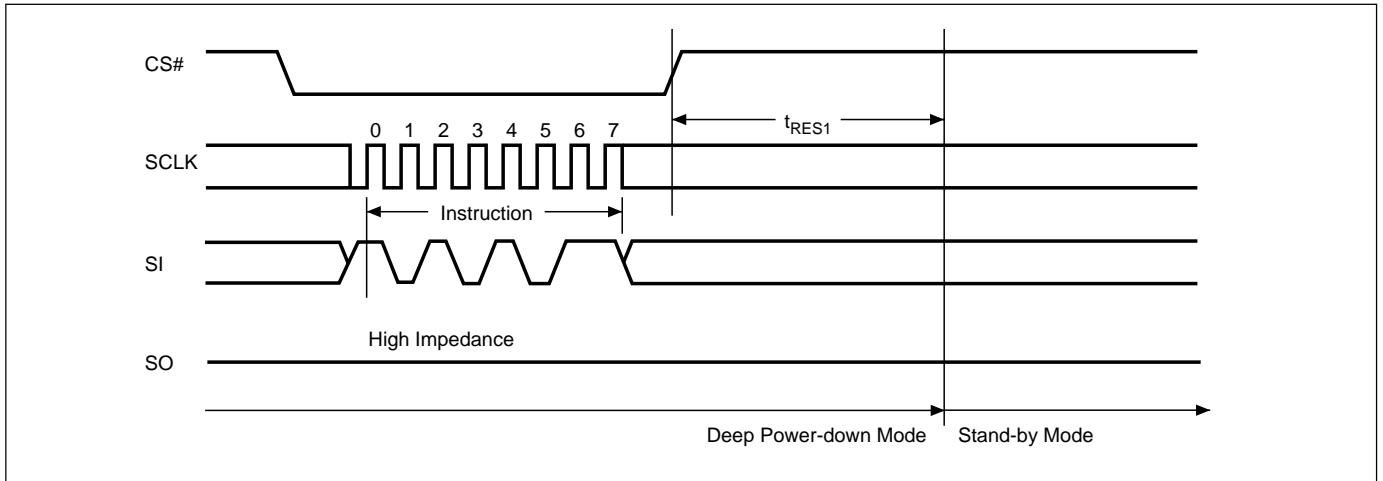 CS#
tRES1
0 1 2 3 4 5 6 7
SCLK
Instruction
SI
High Impedance
SO
Deep Power-down Mode Stand-by Mode